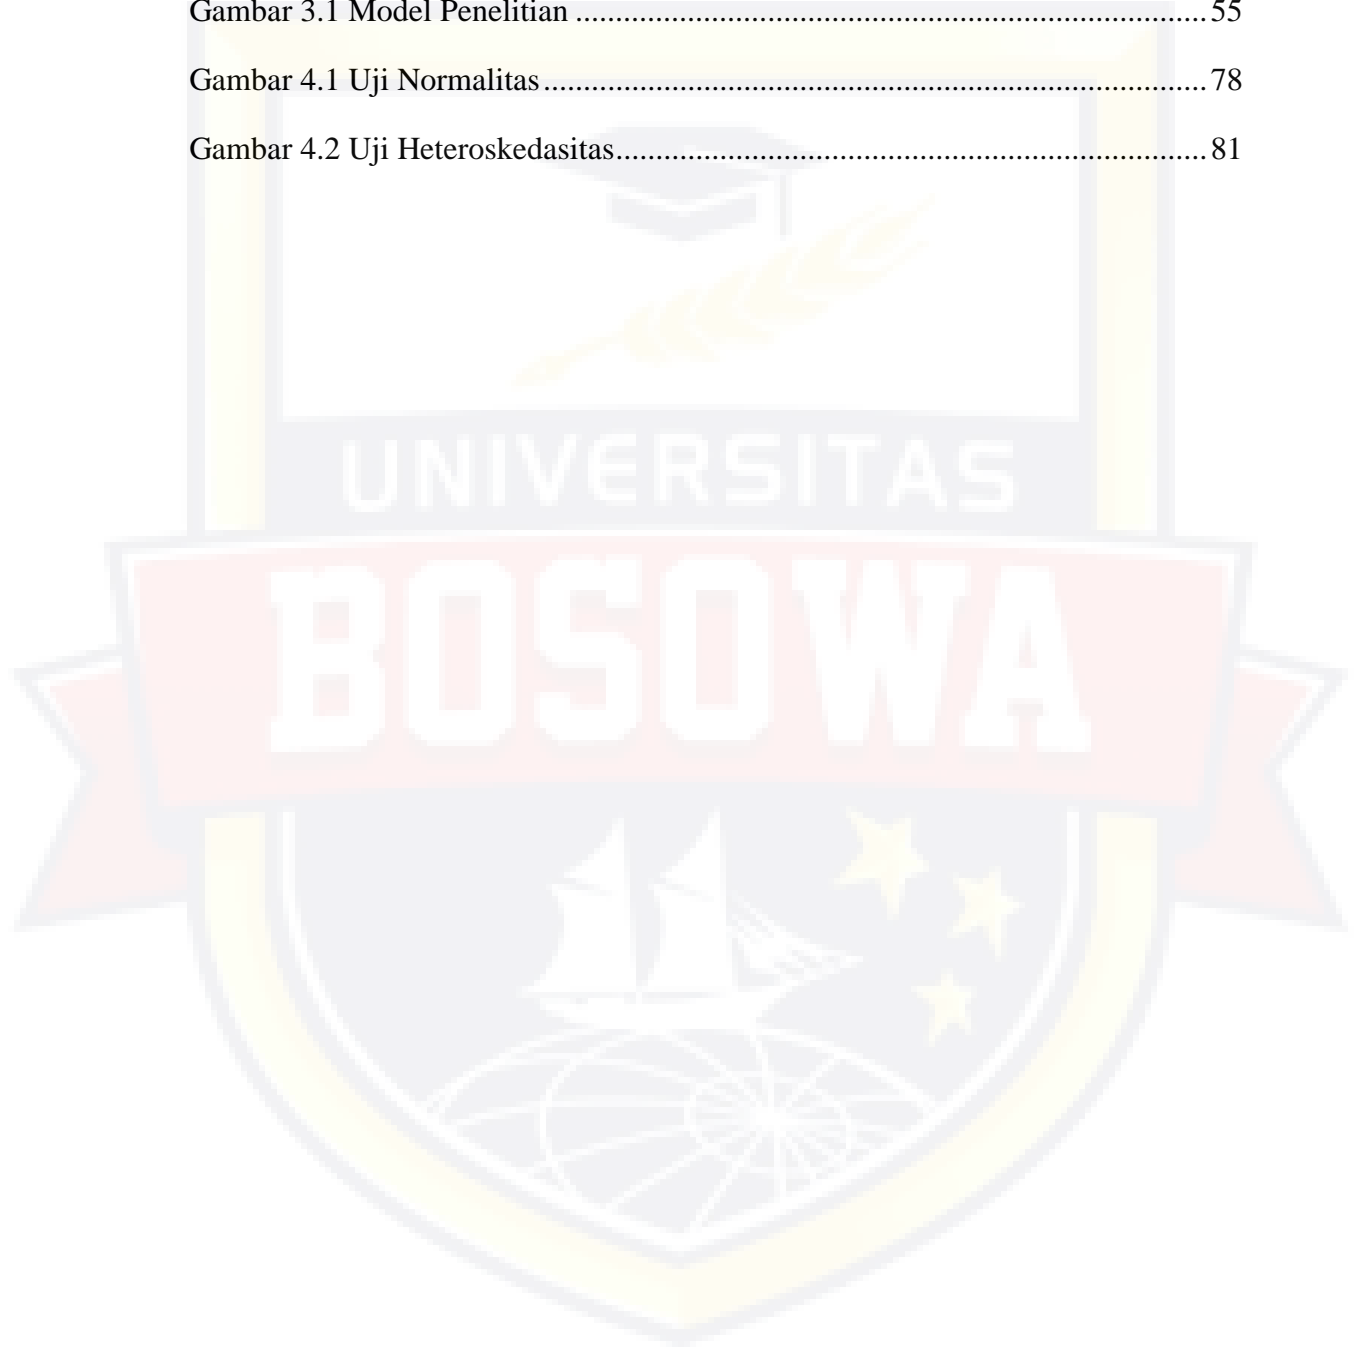 Gambar 3.1 Model Penelitian ................................................................................ 55
Gambar 4.1 Uji Normalitas .................................................................................... 78
Gambar 4.2 Uji Heteroskedasitas........................................................................... 81
UNIVERSITAS
BOSOWA